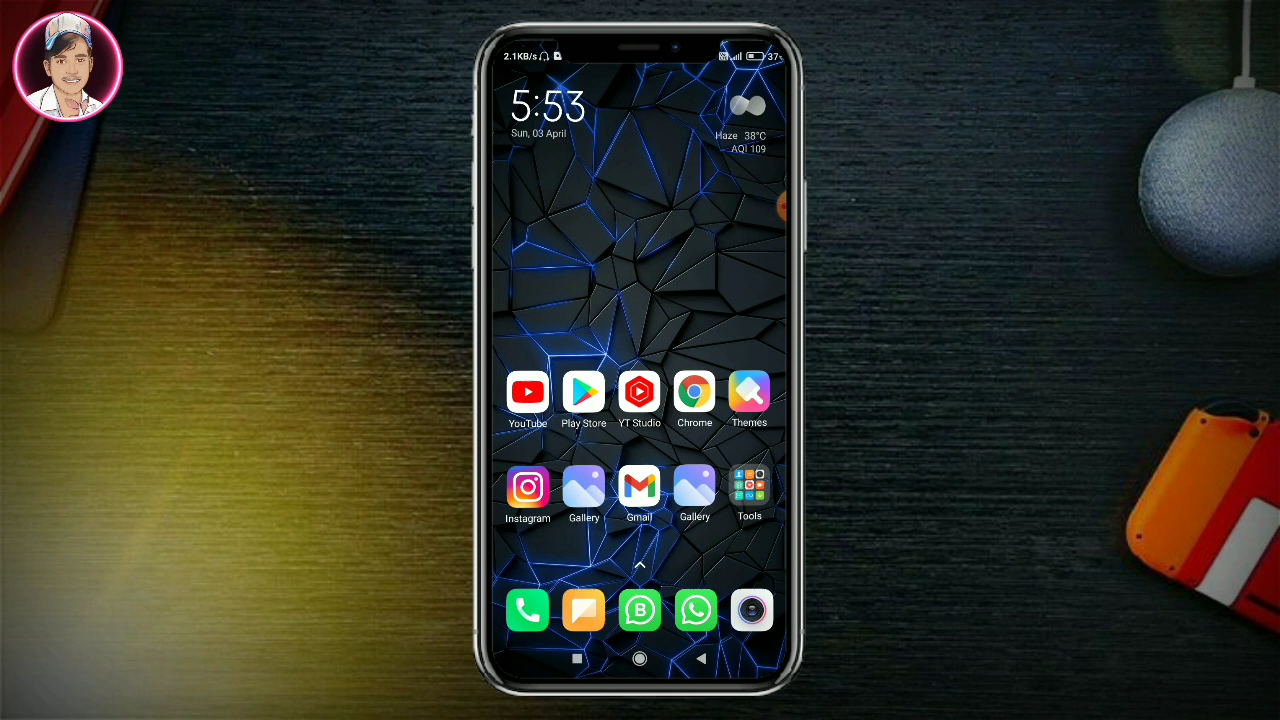 2.1KB/s
37
5:53
Sun, 03 April
Haze 38°C
AQI 109
YouTube Play Store YT Studio Chrome Themes
Instagram Gallery Gmail Gallery Tools
B